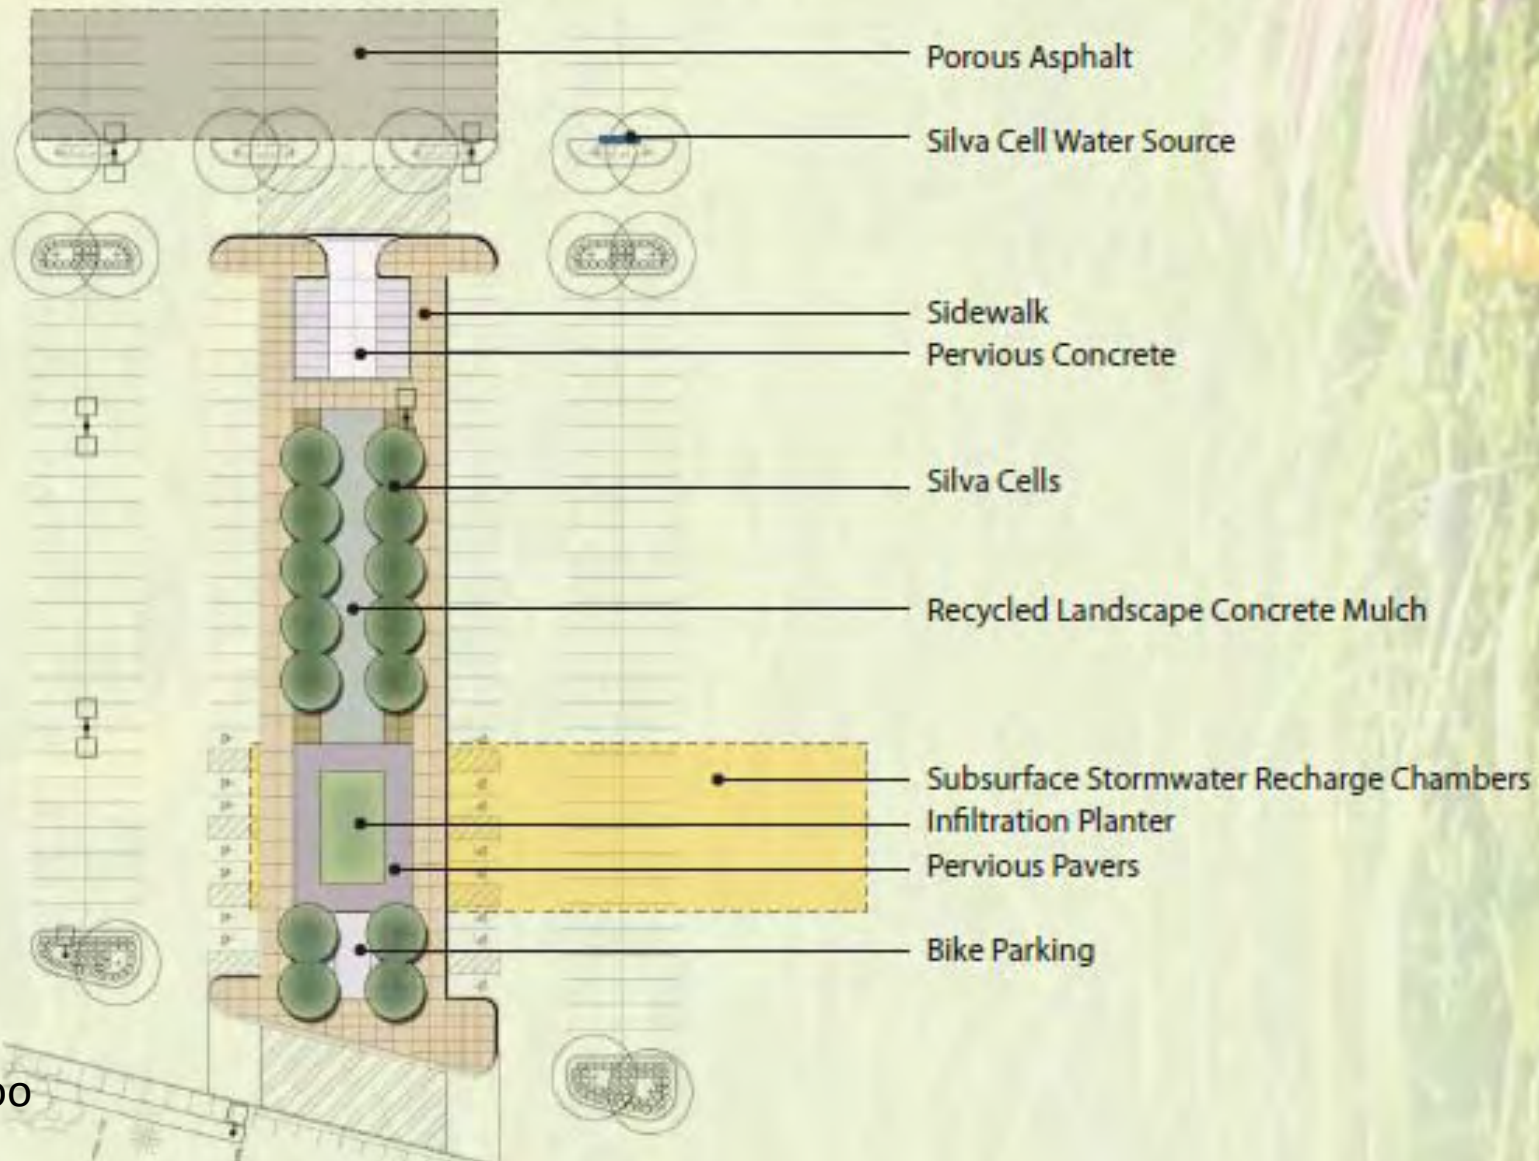 Porous Asphalt
Silva Cell Water Source
Sidewalk
Pervious Concrete
Silva Cells
Recycled Landscape Concrete Mulch
Subsurface Stormwater Recharge Chambers
Infiltration Planter
Pervious Pavers
Bike Parking
oo